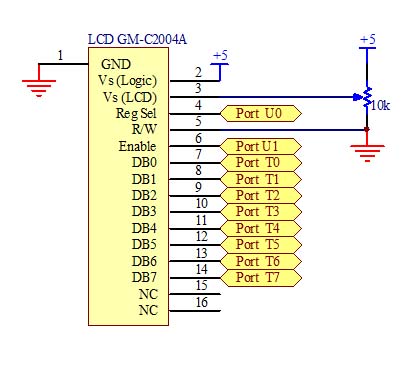 LCD GM-C2004A
+5
+5
1 GND
Vs (Logic) 2
Vs (LCD) 3
10k
Reg Sel 4 Port U0
R/W 5
Enable 6 Port U1
DB0 7 Port T0
DB1 8 Port T1
DB2 9 Port T2
DB3 10 Port T3
DB4 11 Port T4
DB5 12 Port T5
DB6 13 Port T6
DB7 14 Port T7
NC 15
NC 16